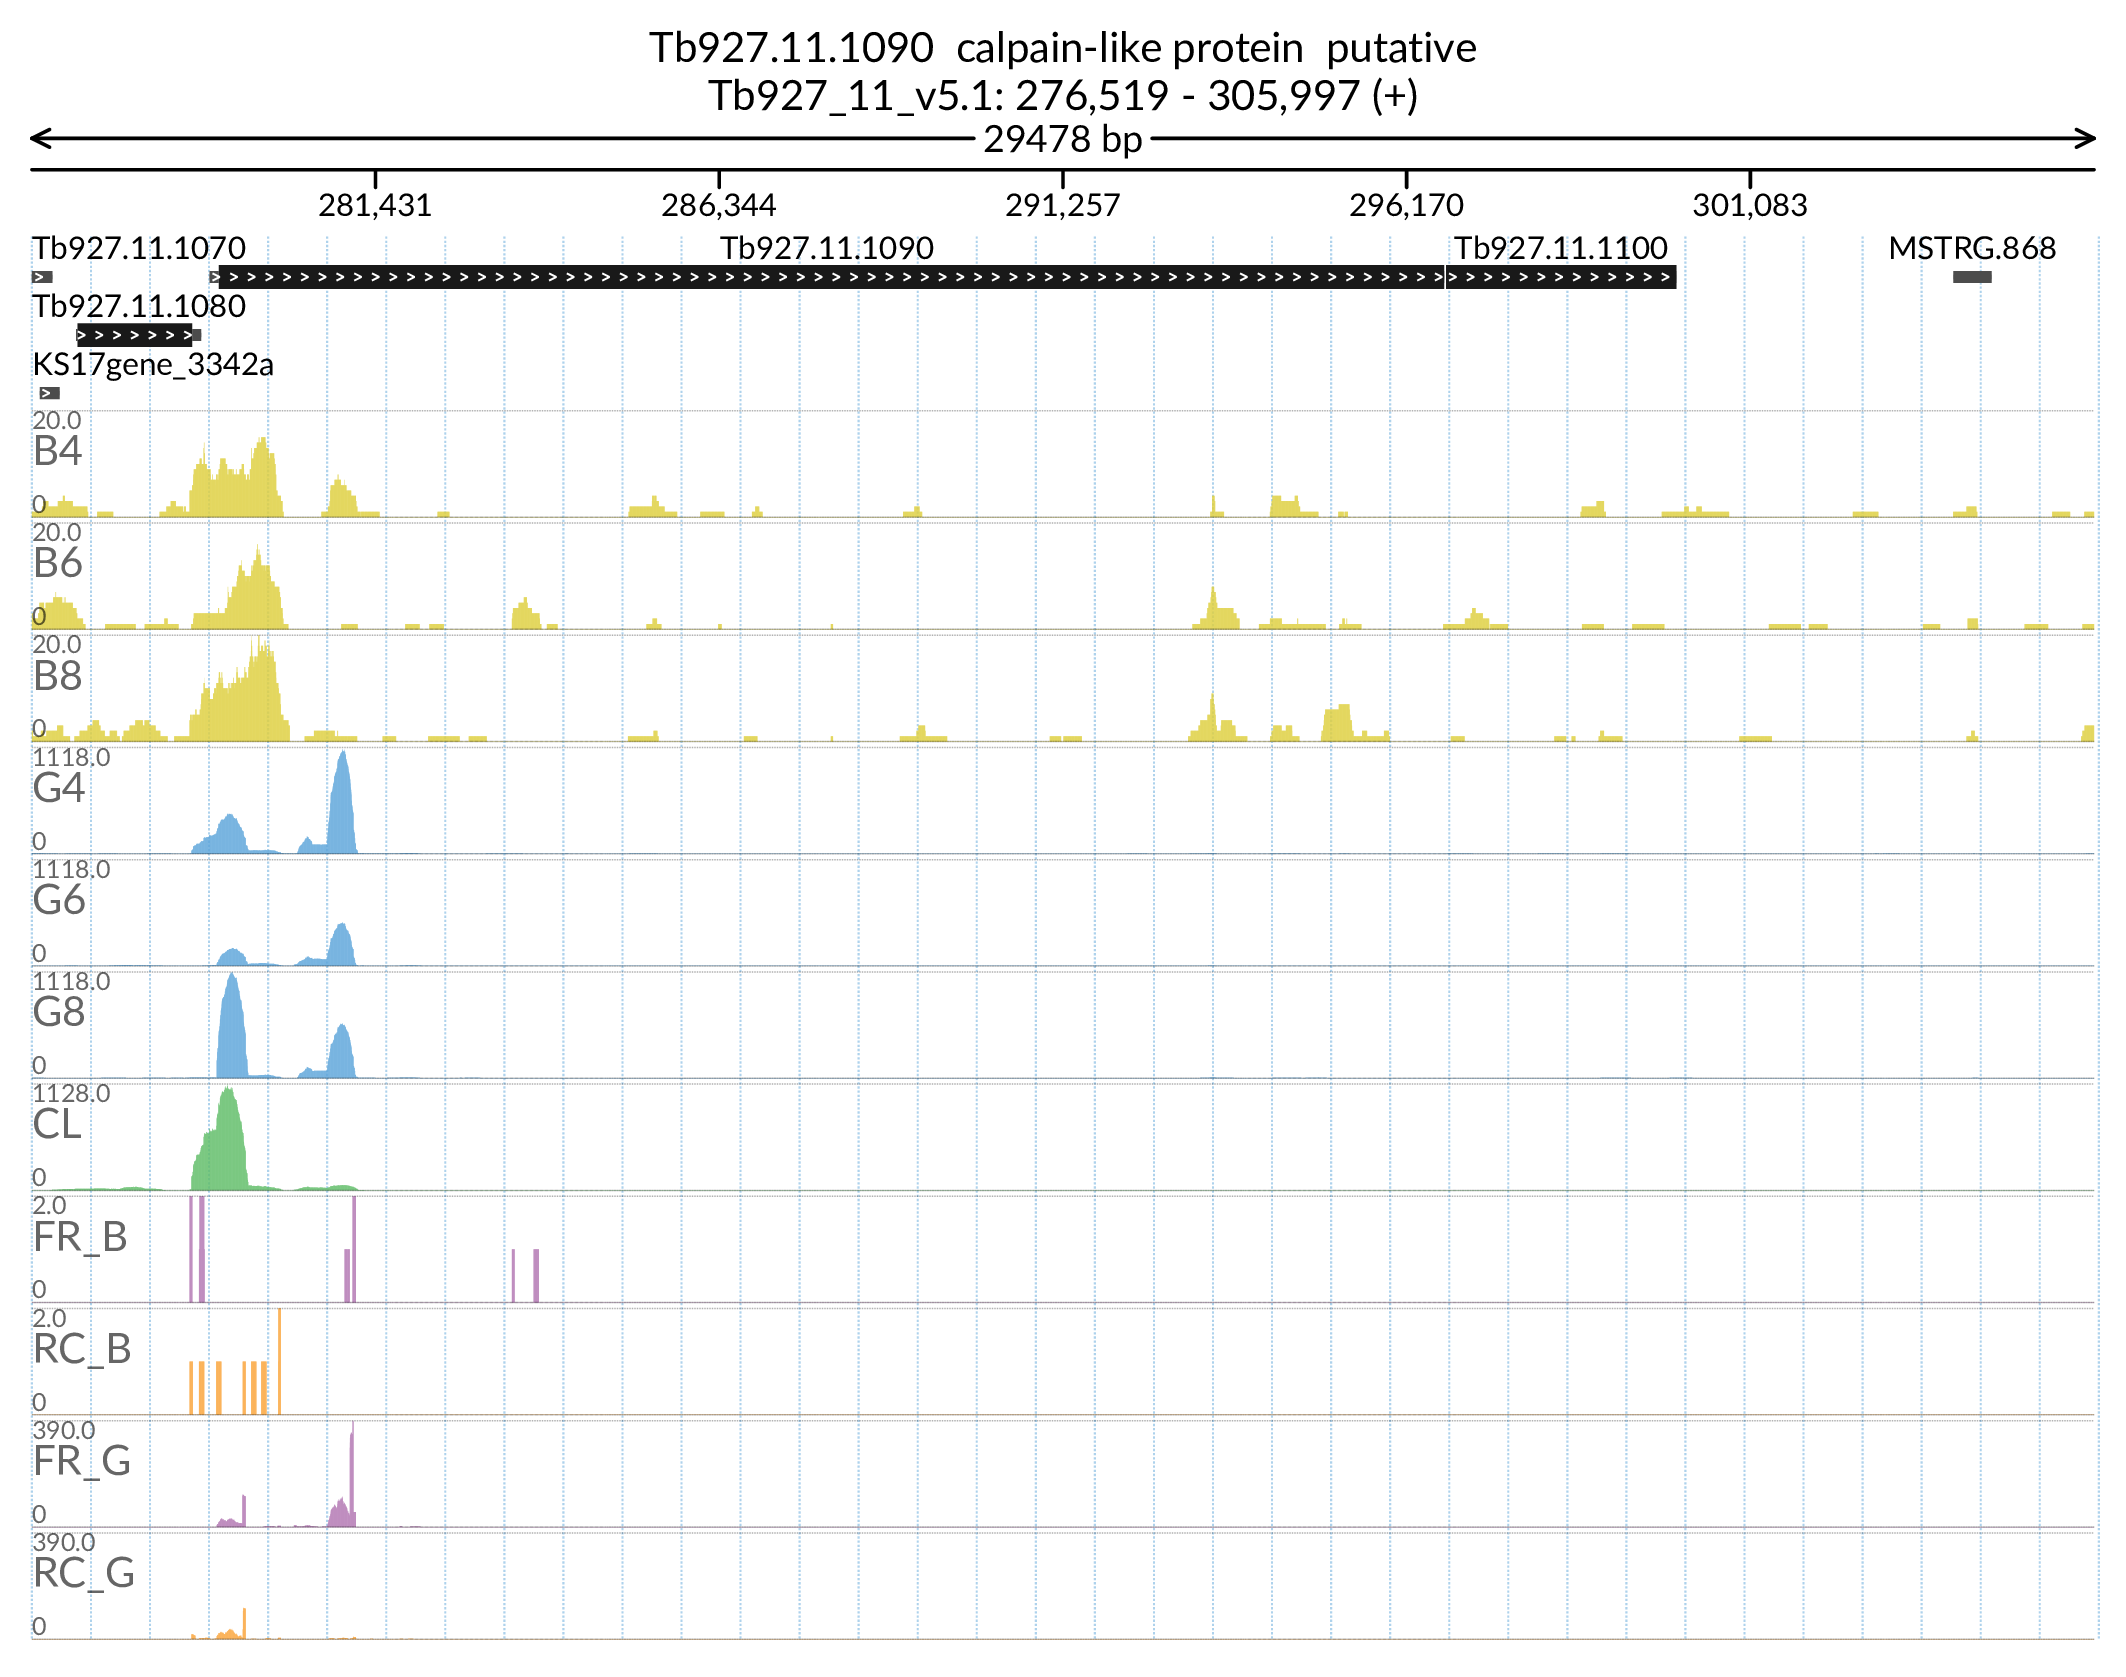 Tb927.11.1090 calpain-like protein putative
Tb927_11_v5.1: 276,519 - 305,997 (+)
29478 bp
281,431 286,344 291,257 296,170 301,083
Tb927.11.1070 Tb927.11.1090 Tb927.11.1100 MSTRG.868
Tb927.11.1080
KS17gene_3342a
20.0
B4
0
20.0
B6
0
20.0
B8
0
1118.0
G4
0
1118.0
G6
0
1118.0
G8
0
1128.0
CL
0
2.0
FR_B
0
2.0
RC_B
0
390.0
FR_G
0
390.0
RC_G
0